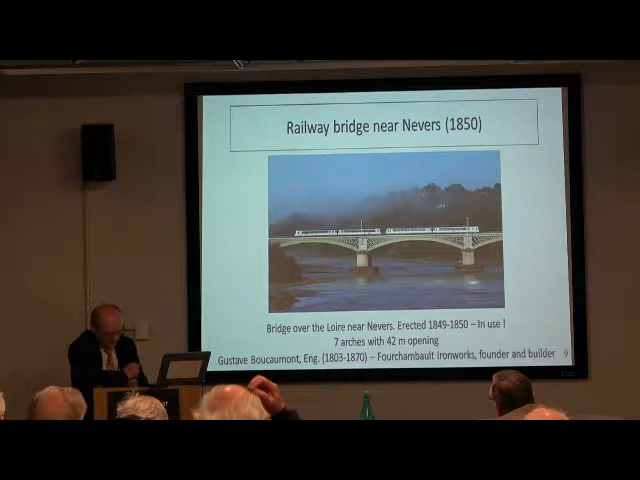 Railway bridge near Nevers (1850)
Bridge over the Loire near Nevers. Erected 1849-1850 – In use !
7 arches with 42 m opening
Gustave Boucaumont, Eng. (1803-1870) – Fourchambault Ironworks, founder and builder
9